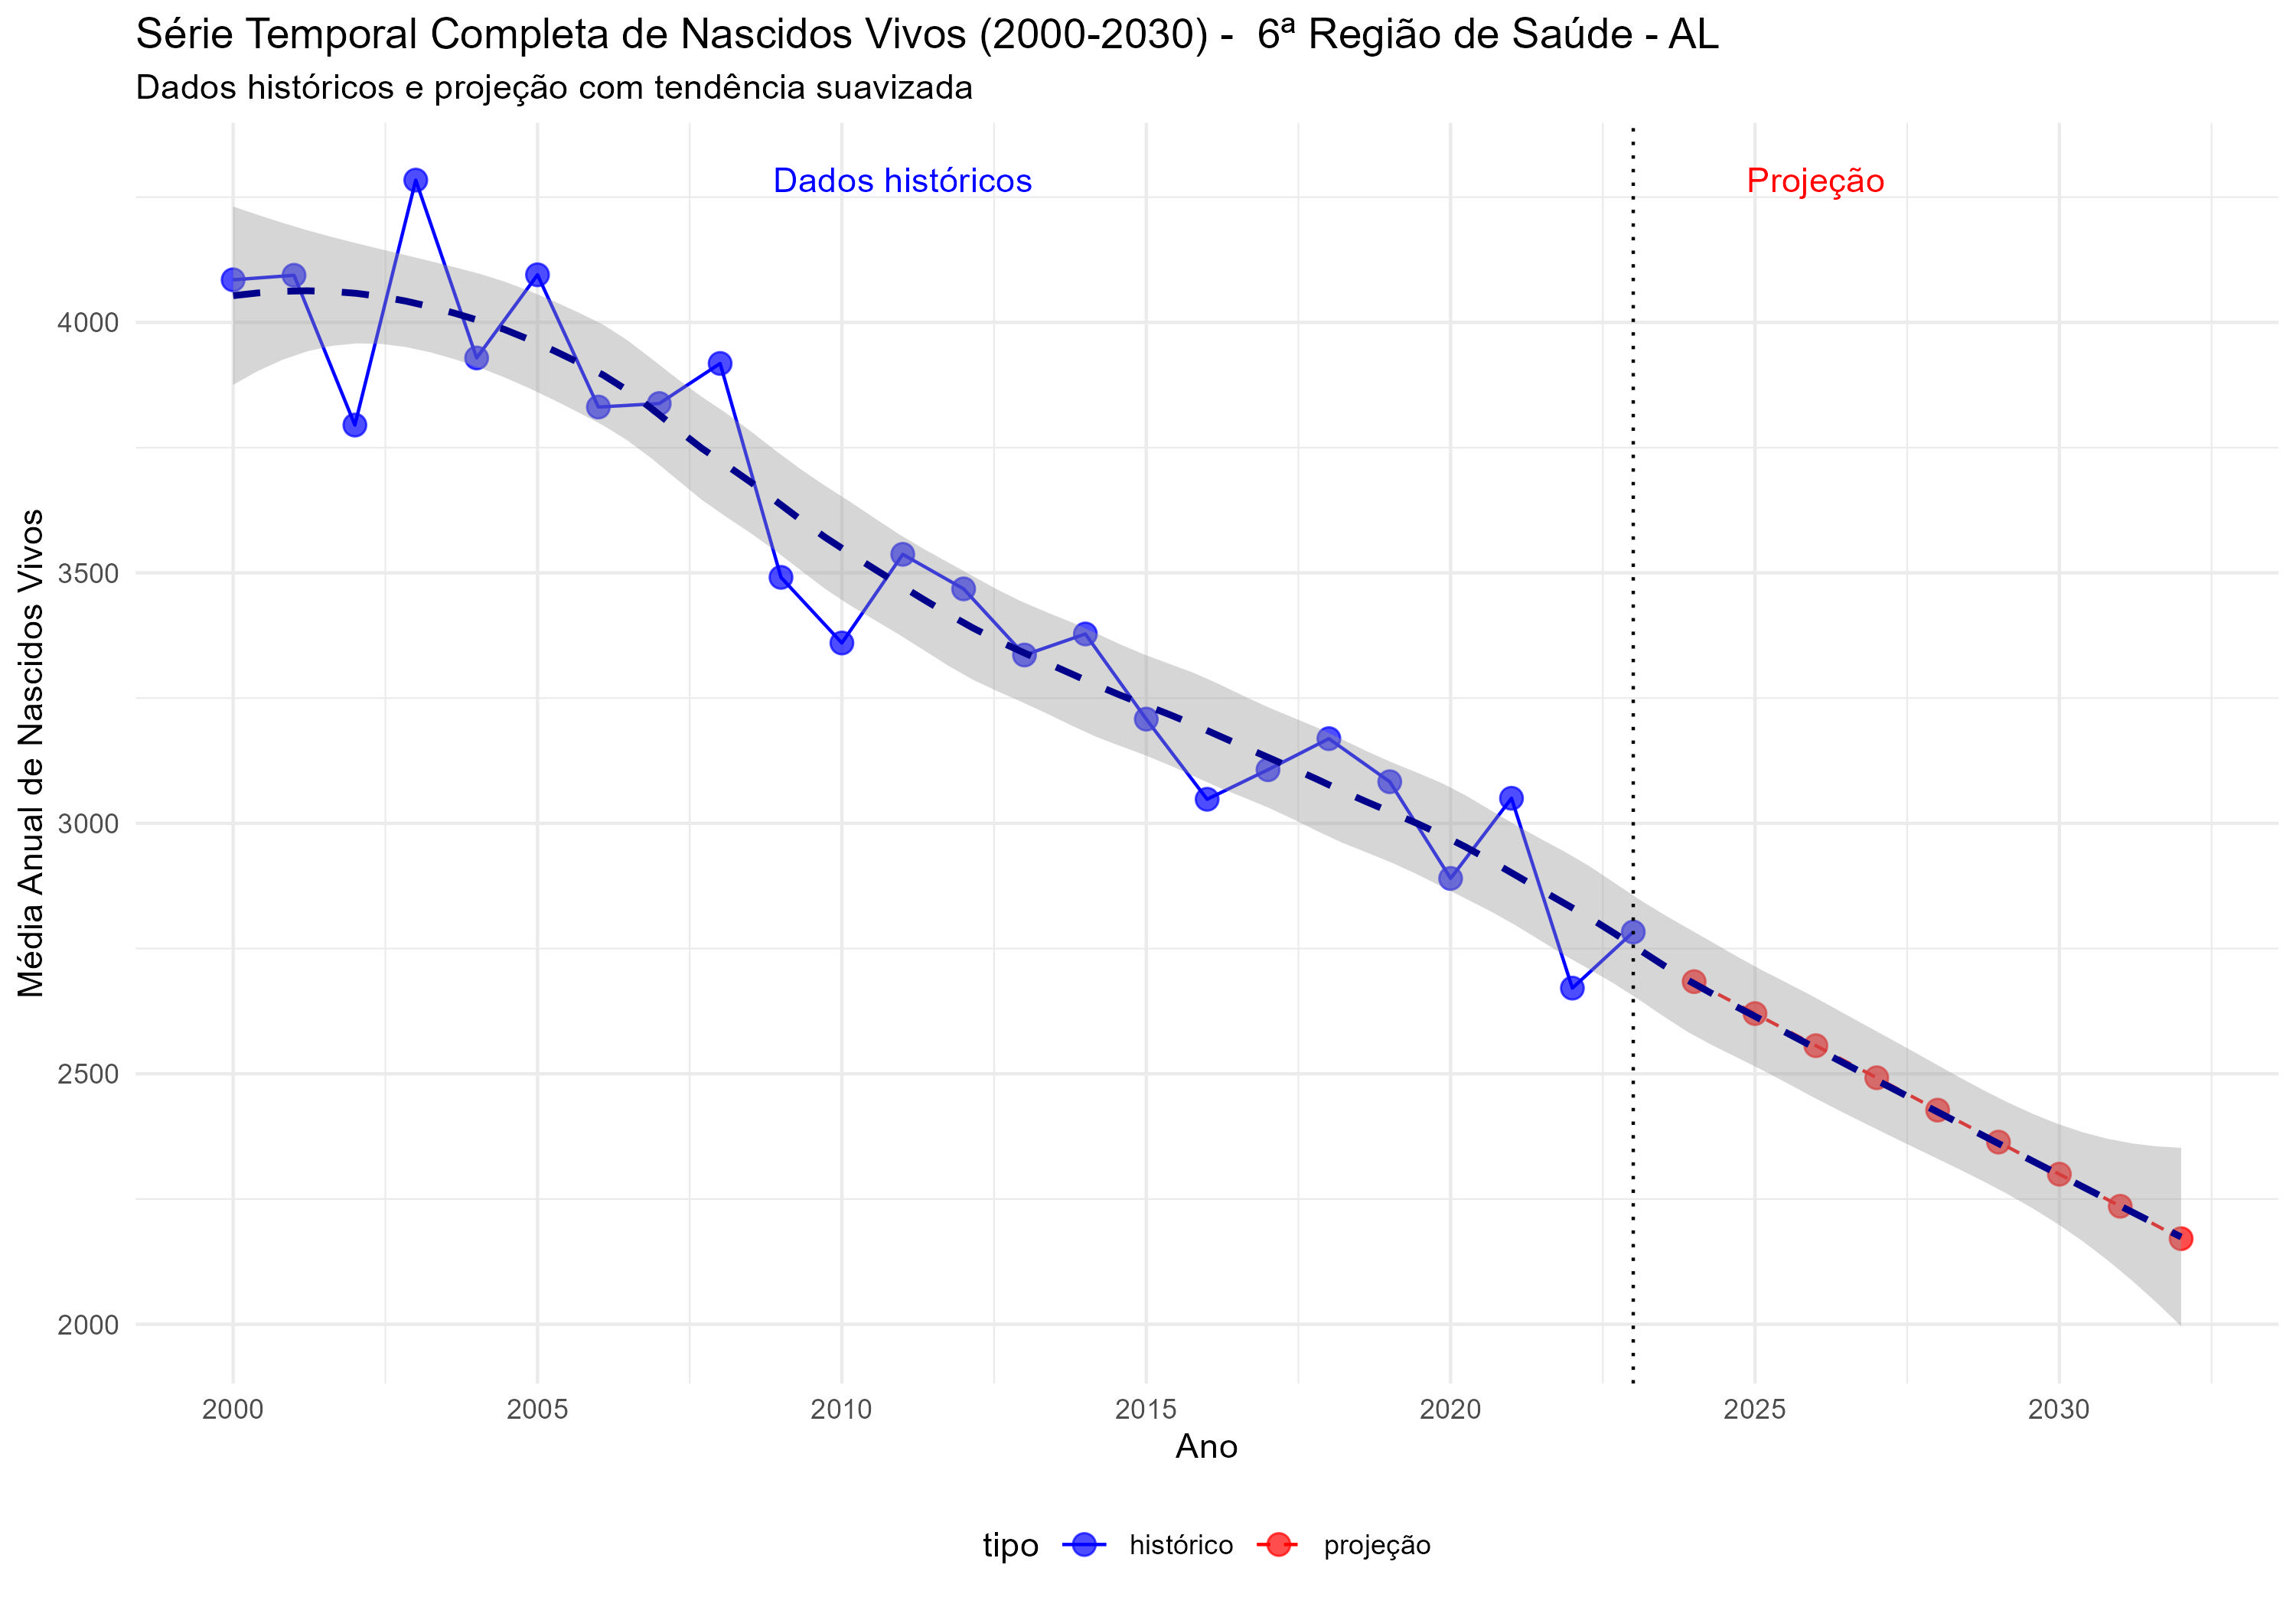 Série Temporal Completa de Nascidos Vivos (2000-2030) -  6ª Região de Saúde - AL
Dados históricos e projeção com tendência suavizada
Dados históricos
Projeção
Média Anual de Nascidos Vivos
4000
3500
3000
2500
2000
2000 2005 2010 2015 2020 2025 2030
Ano
tipo histórico projeção